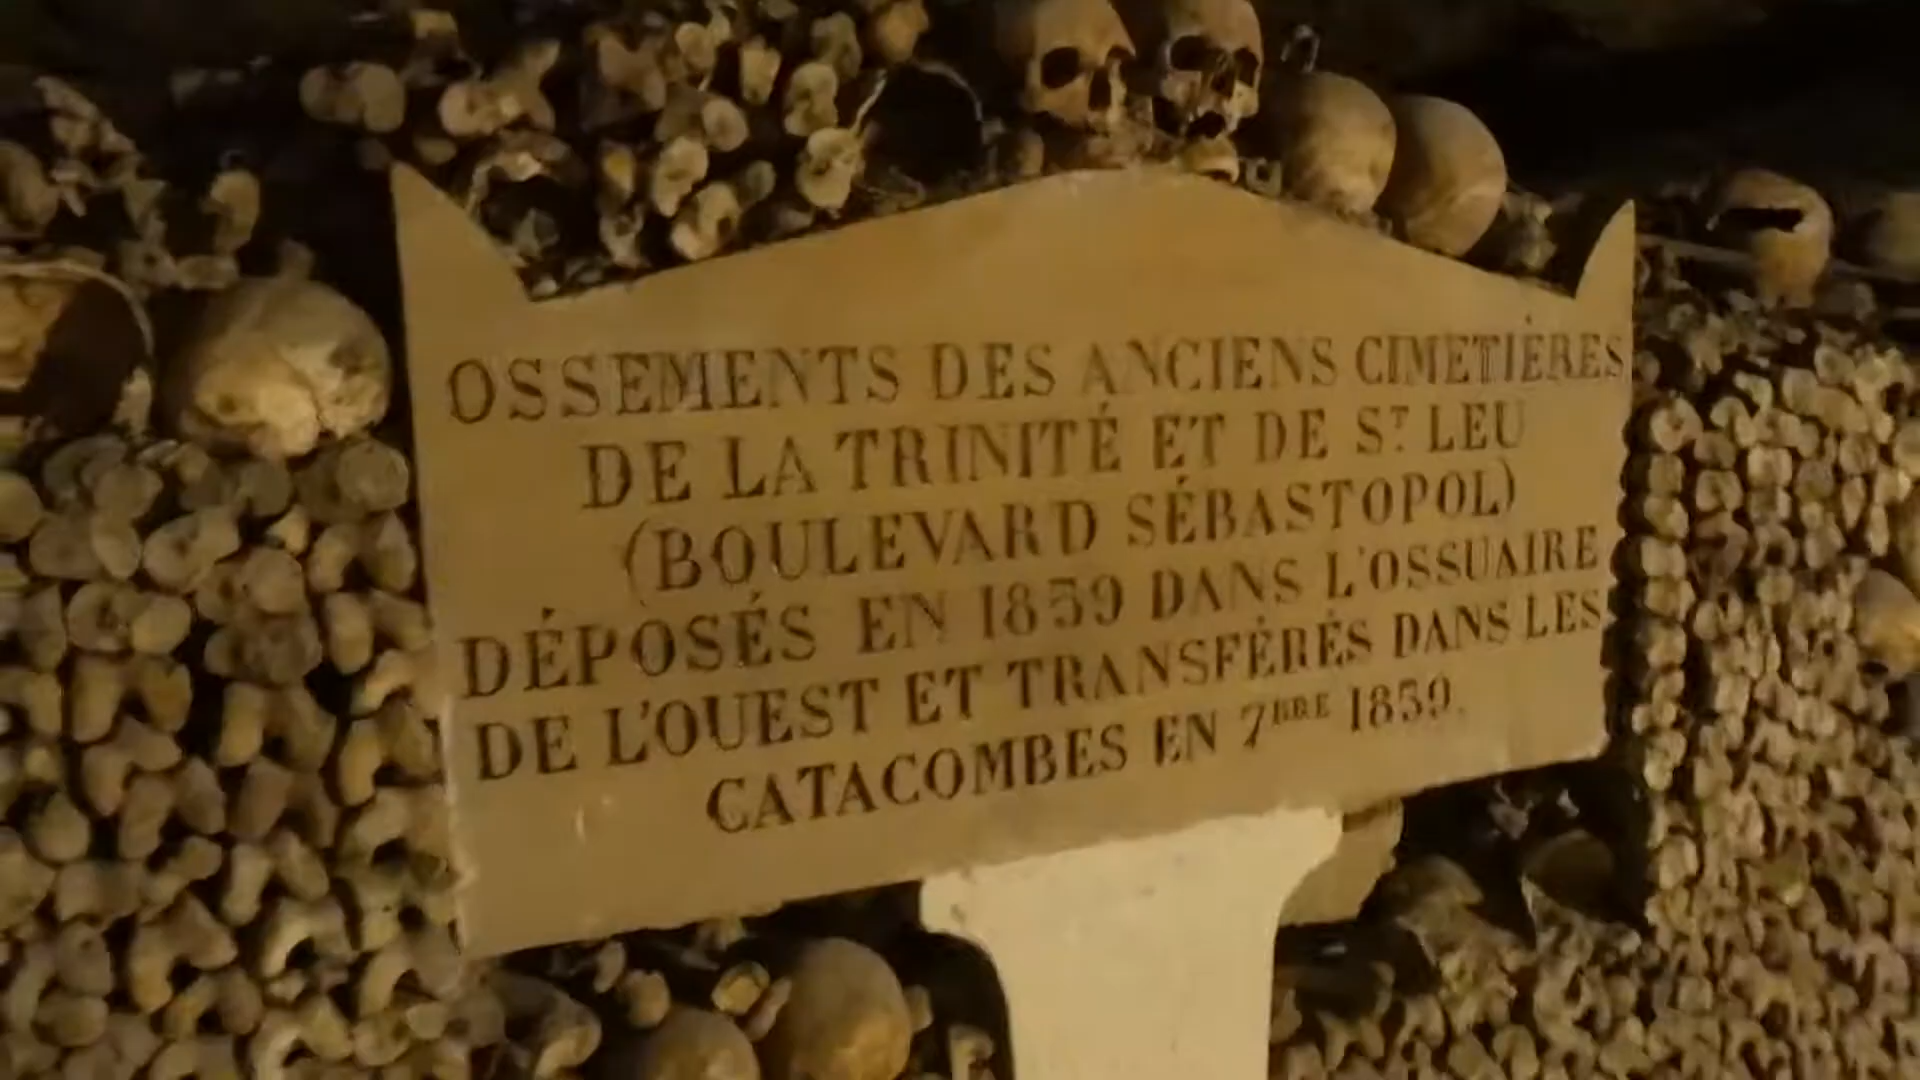 OSSEMENTS DES ANCIENS CIMETIÈRES
DE LA TRINITÉ ET DE ST LEU
(BOULEVARD SÉBASTOPOL)
DÉPOSÉS EN 1859 DANS L'OSSUAIRE
DE L'OUEST ET TRANSFÉRÉS DANS LES
CATACOMBES EN 7BRE 1859.